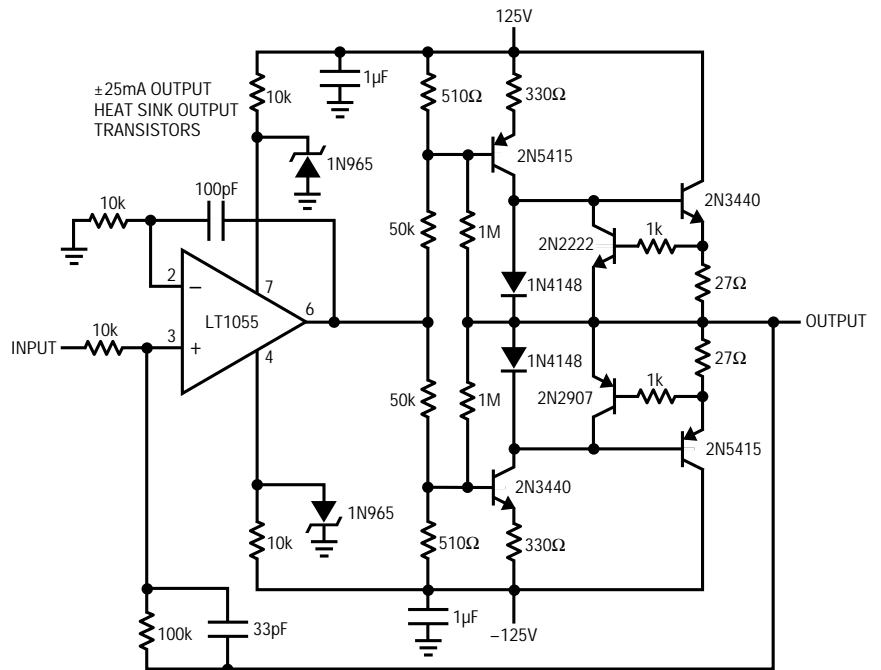 125V
±25mA OUTPUT
HEAT SINK OUTPUT
TRANSISTORS
10k
1µF
510Ω
330Ω
1N965
2N5415
2N3440
10k
100pF
50k
1M
2N2222
1k
1N4148
27Ω
2
7
LT1055
6
OUTPUT
INPUT
10k
3
4
1N4148
27Ω
50k
1M
2N2907
1k
2N5415
2N3440
1N965
10k
510Ω
330Ω
1µF
–125V
100k
33pF